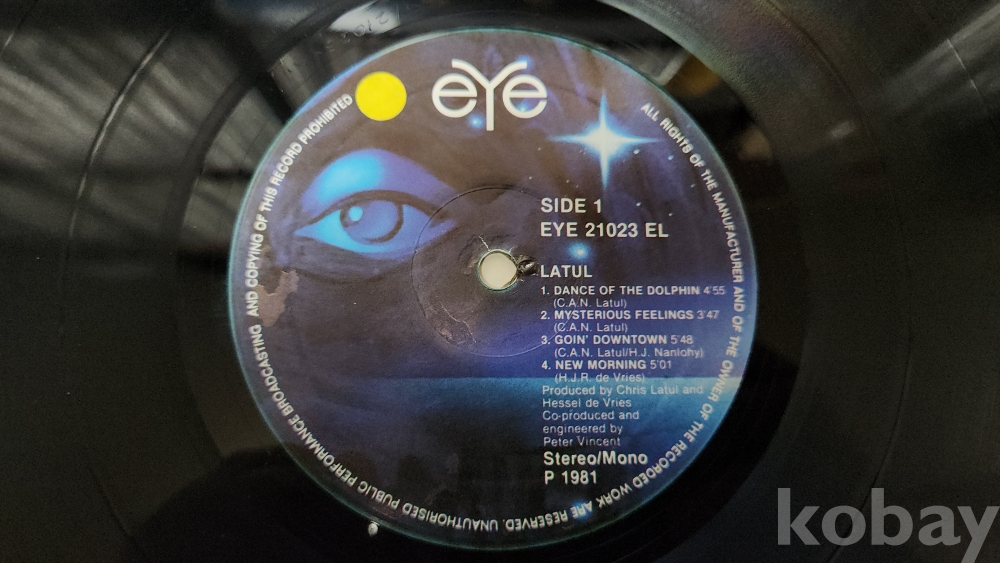 eye
ALL RIGHTS OF THE MANUFACTURER AND OF THE OWNER OF THE RECORDED WORK ARE RESERVED. UNAUTHORISED PUBLIC PERFORMANCE BROADCASTING AND COPYING OF THIS RECORD PROHIBITED
SIDE 1
EYE 21023 EL
LATUL
1. DANCE OF THE DOLPHIN 4'55
(C.A.N. Latul)
2. MYSTERIOUS FEELINGS 3'47
(C.A.N. Latul)
3. GOIN' DOWNTOWN 5'48
(C.A.N. Latul/H.J. Nanlohy)
4. NEW MORNING 5'01
(H.J.R. de Vries)
Produced by Chris Latul and
Hessel de Vries
Co-produced and
engineered by
Peter Vincent
Stereo/Mono
P 1981
kobay